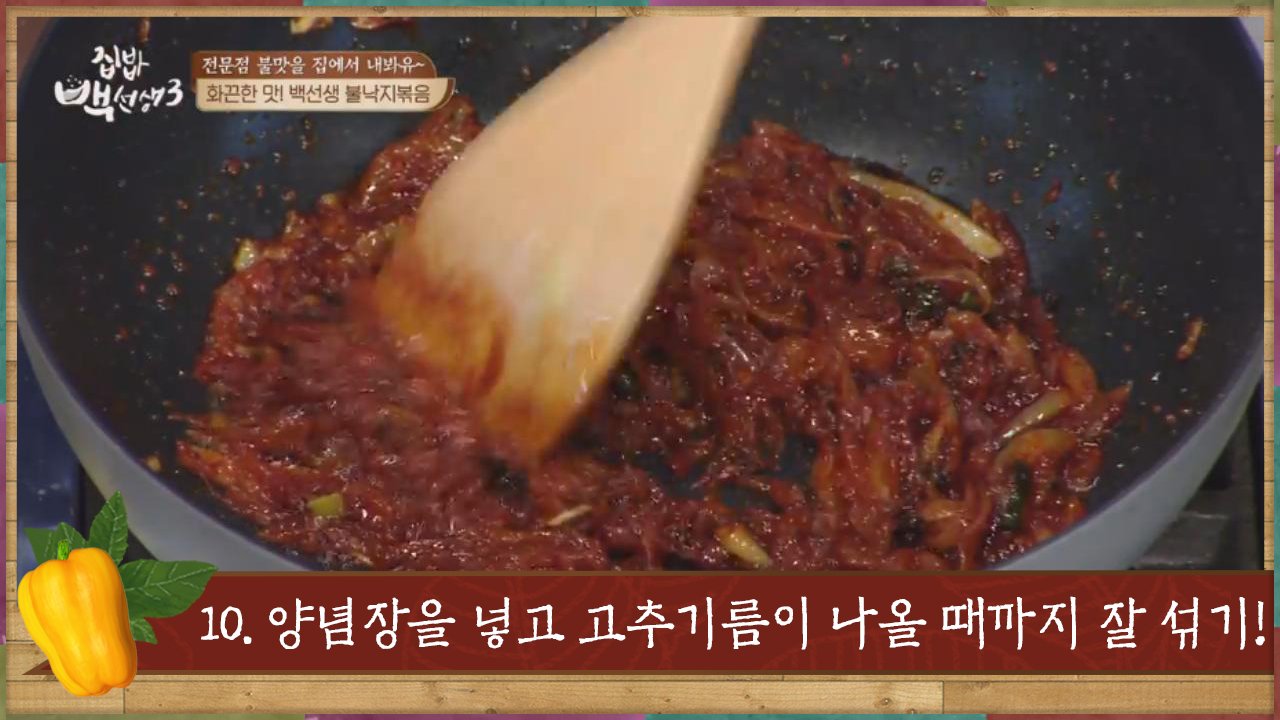 집밥
백선생3
전문점 불맛을 집에서 내봐유~
화끈한 맛! 백선생 불낙지볶음
10. 양념장을 넣고 고추기름이 나올 때까지 잘 섞기!